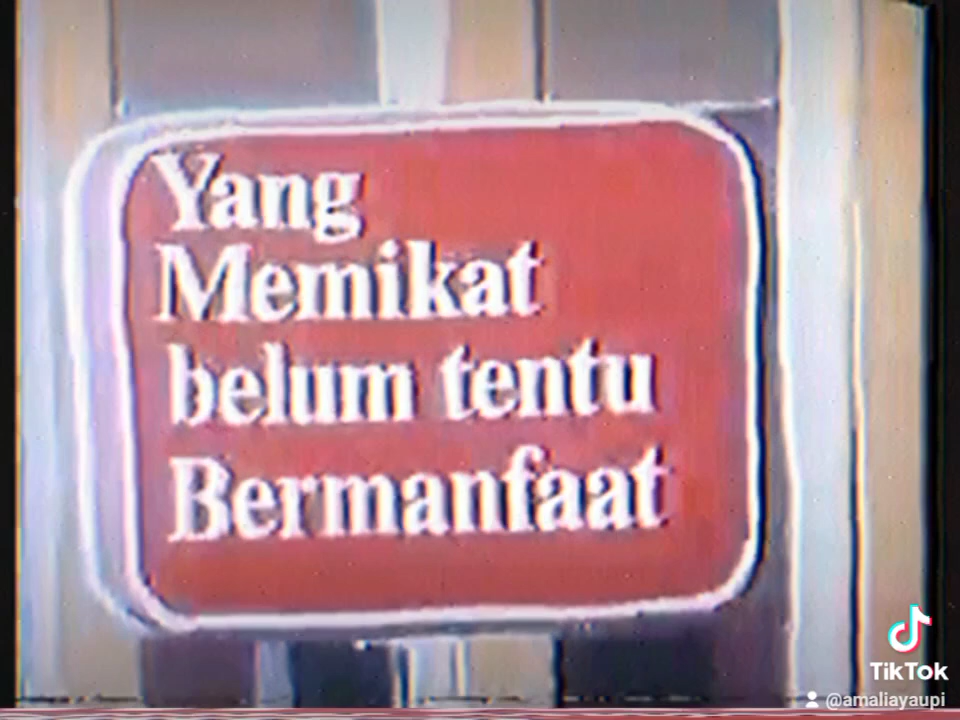 Yang
Memikat
belum tentu
Bermanfaat
TikTok
@amaliayaupi